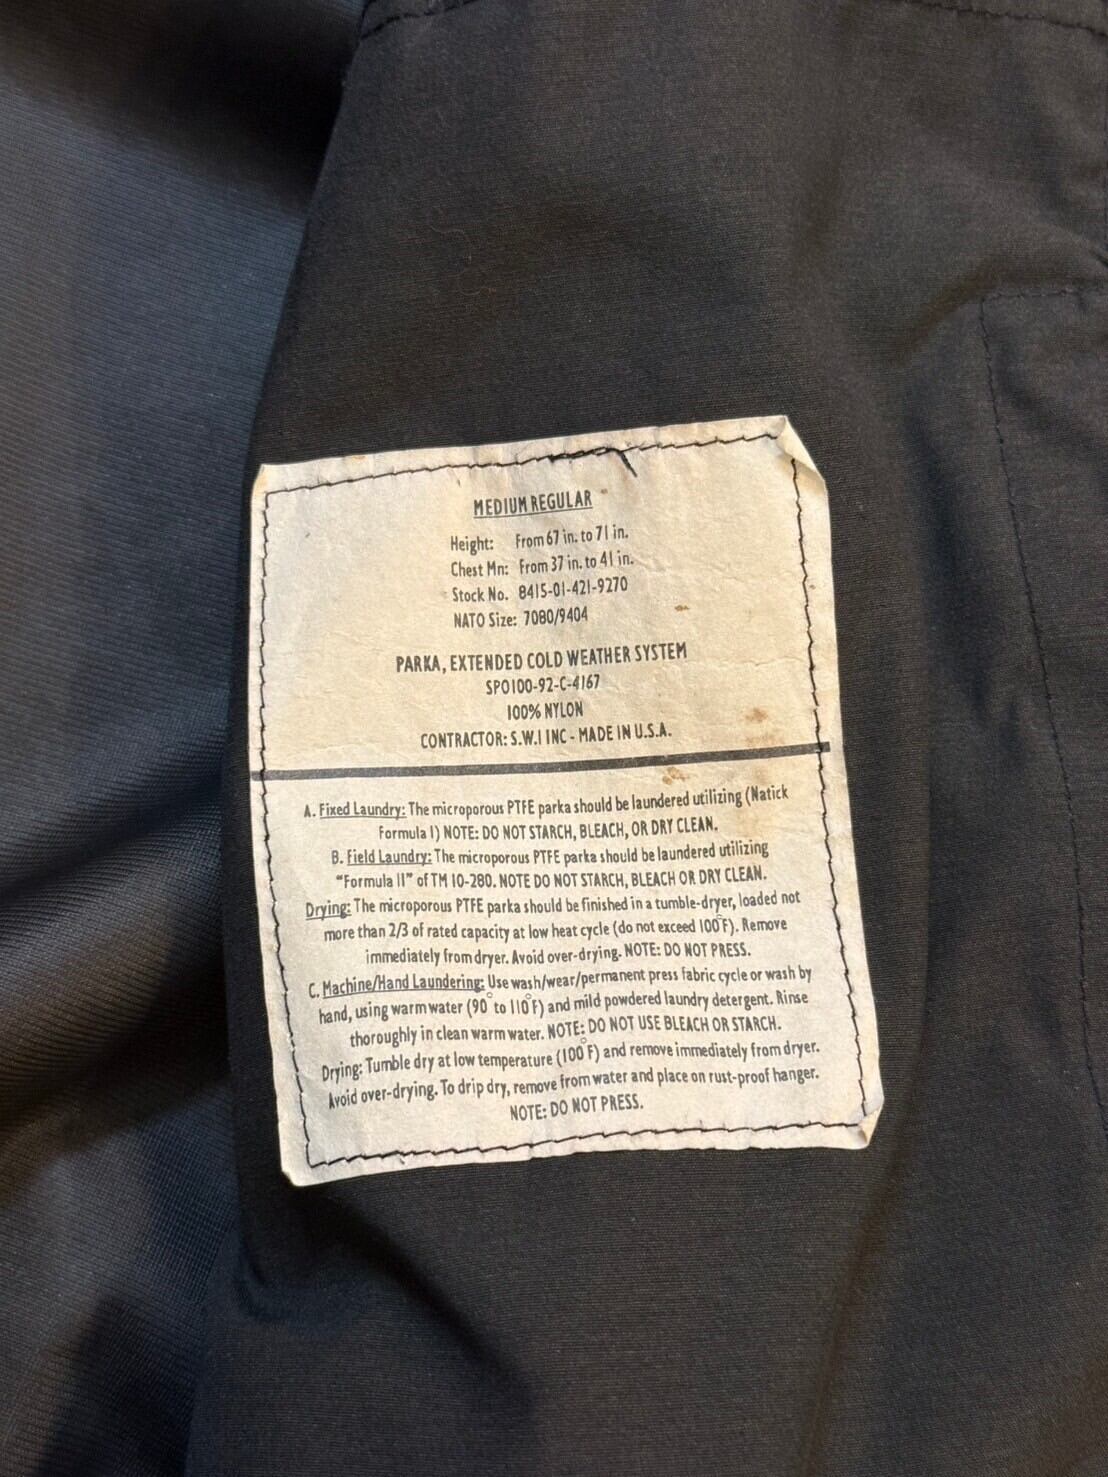 MEDIUM REGULAR
Height: From 67 in. to 71 in.
Chest Mn: From 37 in. to 41 in.
Stock No. 8415-01-421-9270
NATO Size: 7080/9404
PARKA, EXTENDED COLD WEATHER SYSTEM
SPO100-92-C-4167
100% NYLON
CONTRACTOR: S.W.I INC - MADE IN U.S.A.
A. Fixed Laundry: The microporous PTFE parka should be laundered utilizing (Natick
Formula I) NOTE: DO NOT STARCH, BLEACH, OR DRY CLEAN.
B. Field Laundry: The microporous PTFE parka should be laundered utilizing
"Formula II" of TM 10-280. NOTE DO NOT STARCH, BLEACH OR DRY CLEAN.
Drying: The microporous PTFE parka should be finished in a tumble-dryer, loaded not
more than 2/3 of rated capacity at low heat cycle (do not exceed 100°F). Remove
immediately from dryer. Avoid over-drying. NOTE: DO NOT PRESS.
C. Machine/Hand Laundering: Use wash/wear/permanent press fabric cycle or wash by
hand, using warm water (90° to 110°F) and mild powdered laundry detergent. Rinse
thoroughly in clean warm water. NOTE: DO NOT USE BLEACH OR STARCH.
Drying: Tumble dry at low temperature (100°F) and remove immediately from dryer.
Avoid over-drying. To drip dry, remove from water and place on rust-proof hanger.
NOTE: DO NOT PRESS.